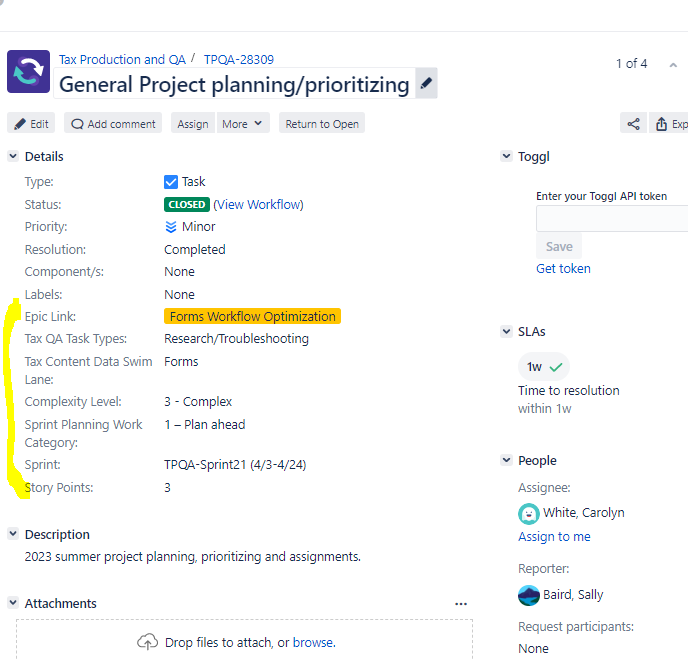 Tax Production and QA / TPQA-28309
1 of 4
General Project planning/prioritizing
Edit Add comment Assign More Return to Open
Exp
Details
Type: Task
Status: CLOSED (View Workflow)
Priority: Minor
Resolution: Completed
Component/s: None
Labels: None
Epic Link: Forms Workflow Optimization
Tax QA Task Types: Research/Troubleshooting
Tax Content Data Swim Forms
Lane:
Complexity Level: 3 - Complex
Sprint Planning Work 1 – Plan ahead
Category:
Sprint: TPQA-Sprint21 (4/3-4/24)
Story Points: 3
Description
2023 summer project planning, prioritizing and assignments.
Attachments
Drop files to attach, or browse.
Toggl
Enter your Toggl API token
Save
Get token
SLAs
1w
Time to resolution
within 1w
People
Assignee:
White, Carolyn
Assign to me
Reporter:
Baird, Sally
Request participants:
None